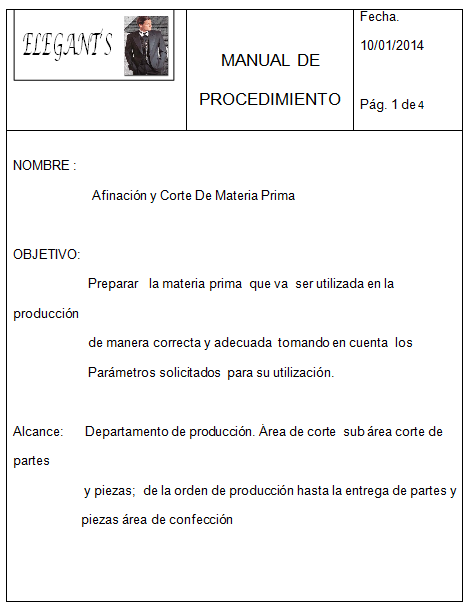 ELEGANT'S
MANUAL DE
PROCEDIMIENTO
Fecha.
10/01/2014
Pág. 1 de 4
NOMBRE :
Afinación y Corte De Materia Prima
OBJETIVO:
Preparar la materia prima que va ser utilizada en la
producción
de manera correcta y adecuada tomando en cuenta los
Parámetros solicitados para su utilización.
Alcance: Departamento de producción. Àrea de corte sub área corte de
partes
y piezas; de la orden de producción hasta la entrega de partes y
piezas área de confección